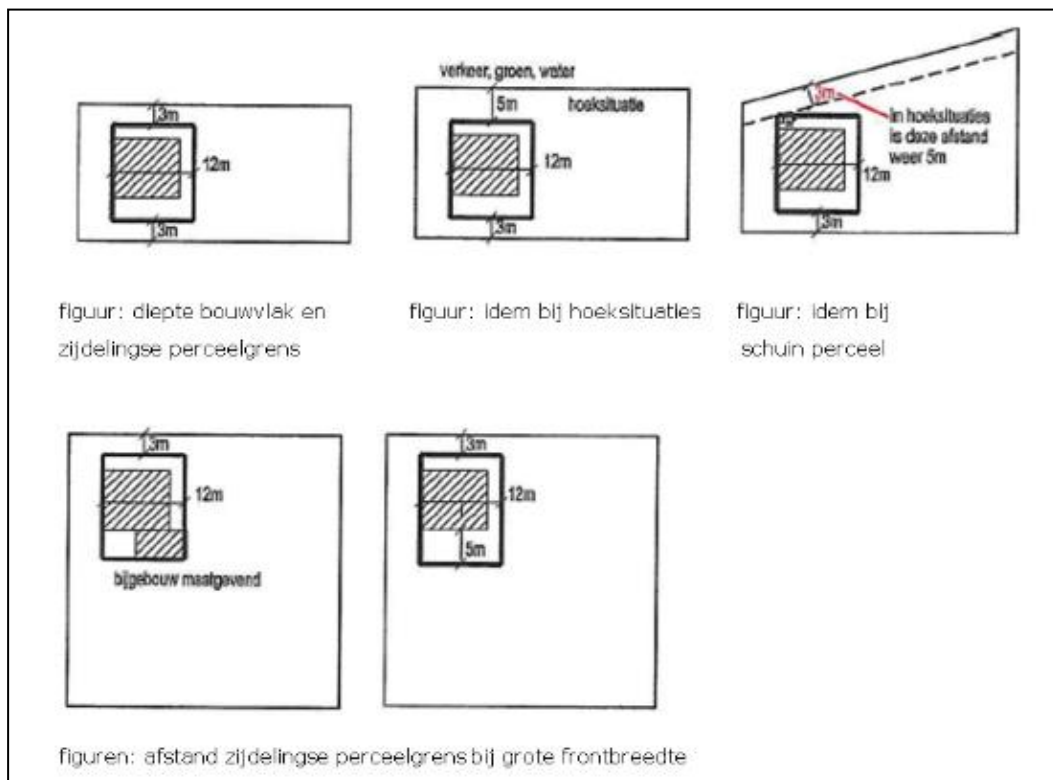 3m
12m
3m
figuur: diepte bouwvlak en
zijdelingse perceelgrens
verkeer, groen, water
5m
hoeksituatie
12m
3m
figuur: idem bij hoeksituaties
3m
in hoeksituaties
is deze afstand
weer 5m
12m
3m
figuur: idem bij
schuin perceel
3m
12m
bijgebouw maatgevend
3m
12m
5m
figuren: afstand zijdelingse perceelgrens bij grote frontbreedte